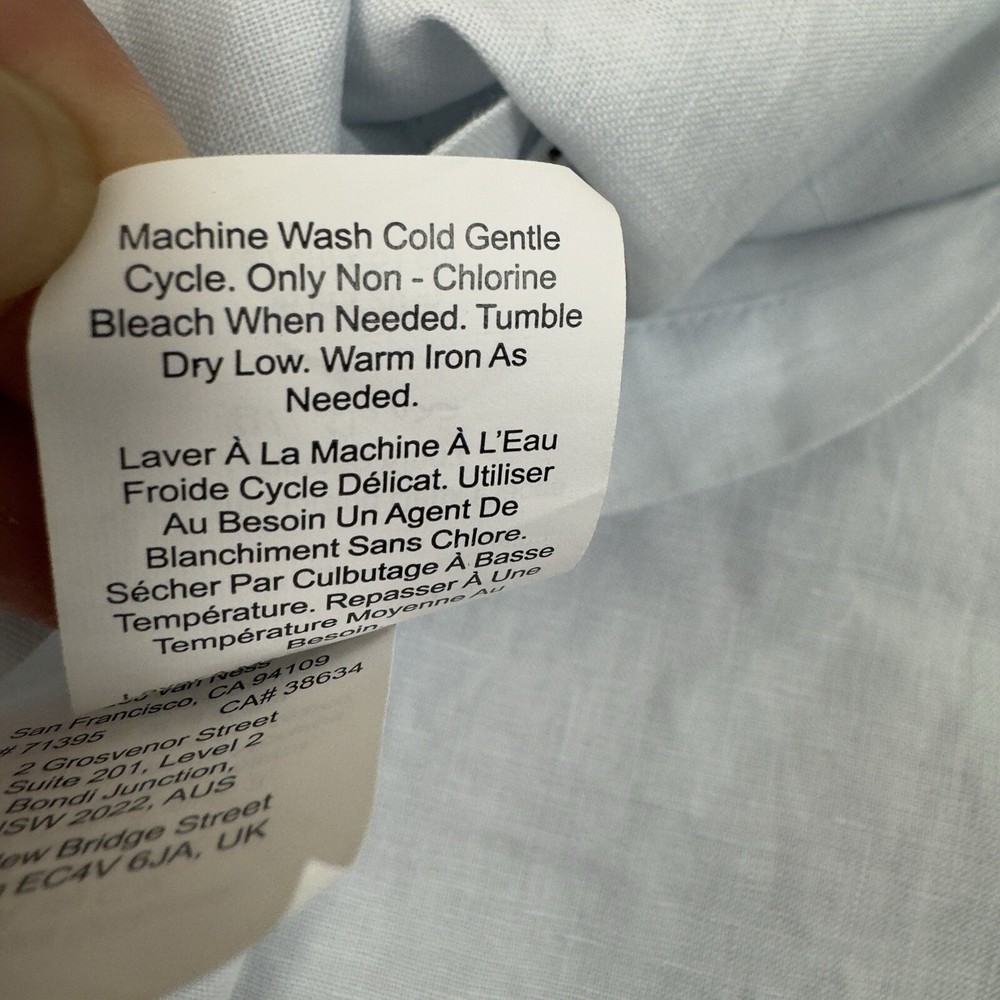 Machine Wash Cold Gentle
Cycle. Only Non - Chlorine
Bleach When Needed. Tumble
Dry Low. Warm Iron As
Needed.
Laver À La Machine À L'Eau
Froide Cycle Délicat. Utiliser
Au Besoin Un Agent De
Blanchiment Sans Chlore.
Sécher Par Culbutage À Basse
Température. Repasser À Une
Température Moyenne Au
Besoin.
Van Ness
San Francisco, CA 94109
# 71395 CA# 38634
2 Grosvenor Street
Suite 201, Level 2
Bondi Junction,
NSW 2022, AUS
Bridge Street
EC4V 6JA, UK